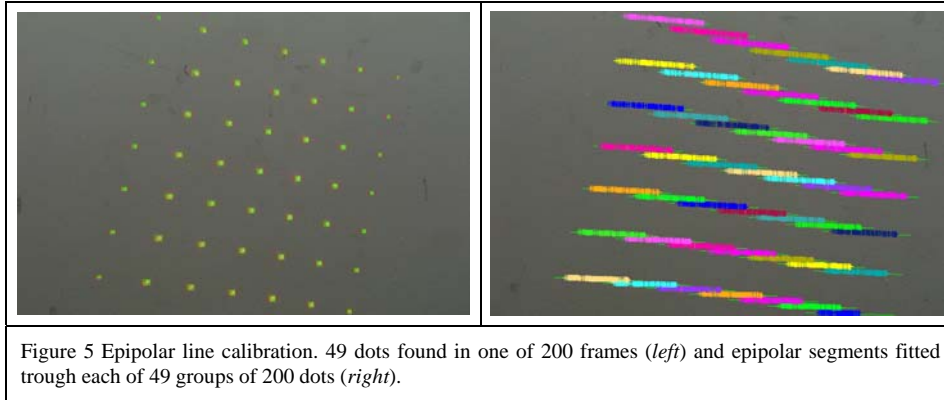 Figure 5 Epipolar line calibration. 49 dots found in one of 200 frames (left) and epipolar segments fitted
trough each of 49 groups of 200 dots (right).